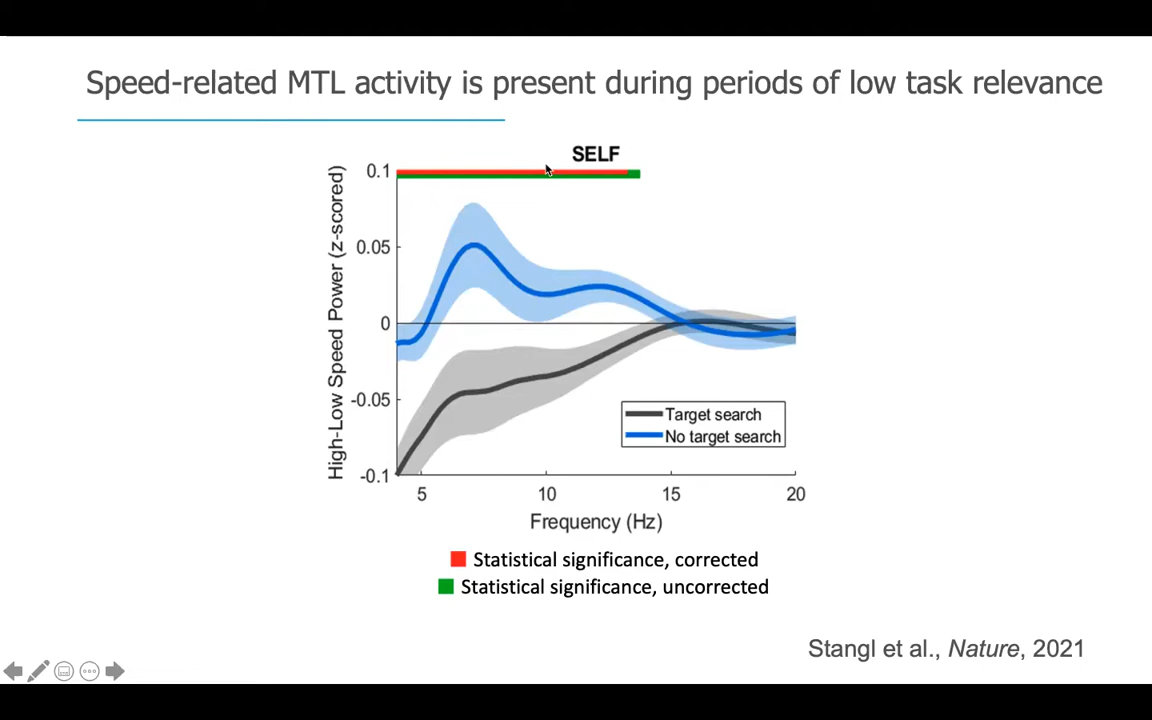 Speed-related MTL activity is present during periods of low task relevance
SELF
High-Low Speed Power (z-scored)
0.1
0.05
0
-0.05
-0.1
Target search
No target search
5 10 15 20
Frequency (Hz)
Statistical significance, corrected
Statistical significance, uncorrected
Stangl et al., Nature, 2021